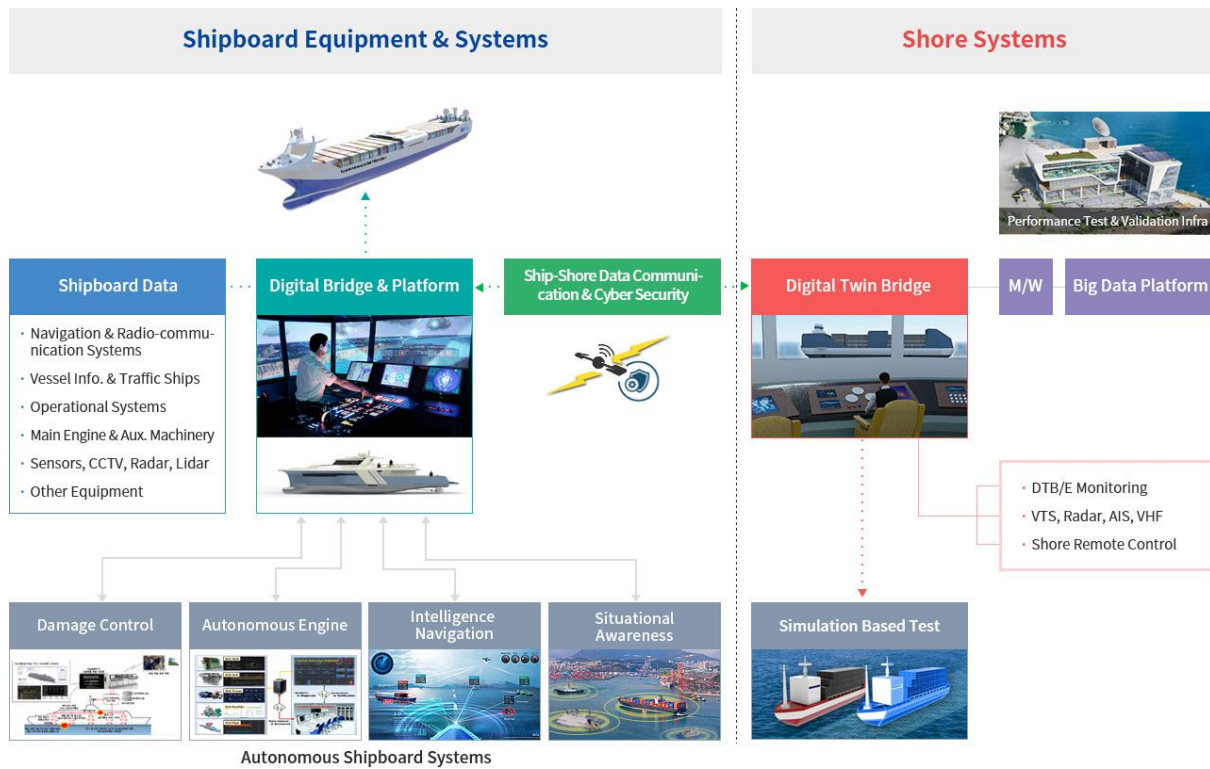 Shipboard Equipment & Systems
Shore Systems
Performance Test & Validation Infra
Shipboard Data
Digital Bridge & Platform
Ship-Shore Data Communi-
cation & Cyber Security
Digital Twin Bridge
M/W
Big Data Platform
· Navigation & Radio-commu-
nication Systems
· Vessel Info. & Traffic Ships
· Operational Systems
· Main Engine & Aux. Machinery
· Sensors, CCTV, Radar, Lidar
· Other Equipment
· DTB/E Monitoring
· VTS, Radar, AIS, VHF
· Shore Remote Control
Damage Control
Autonomous Engine
Intelligence
Navigation
Situational
Awareness
Simulation Based Test
Autonomous Shipboard Systems